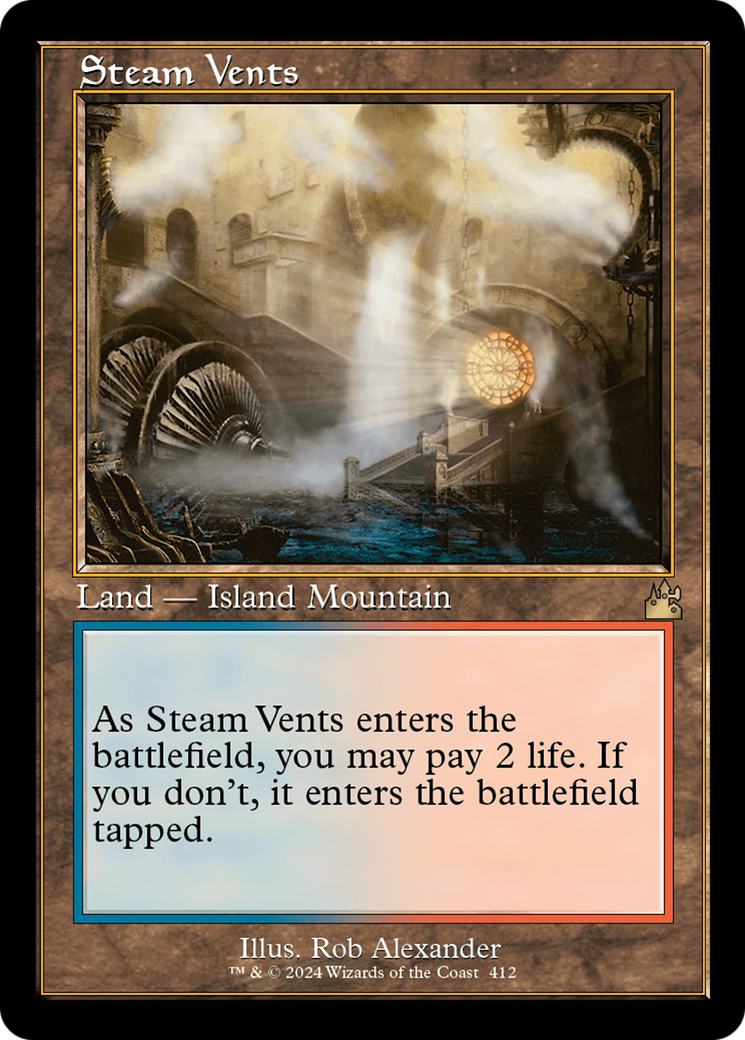 Steam Vents
Land — Island Mountain
As Steam Vents enters the
battlefield, you may pay 2 life. If
you don't, it enters the battlefield
tapped.
Illus. Rob Alexander
™ & © 2024 Wizards of the Coast 412